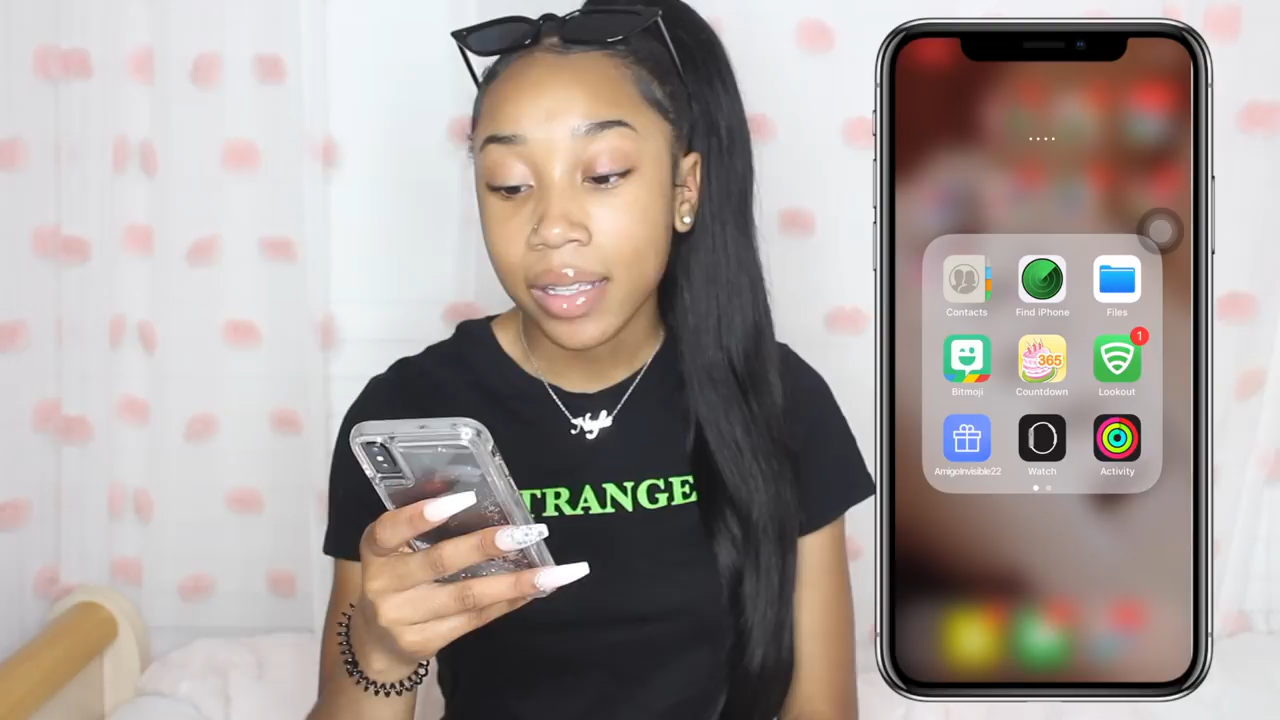 Nyla
TRANGE
....
Contacts
Find iPhone
Files
365
1
Bitmoji
Countdown
Lookout
AmigoInvisible22
Watch
Activity